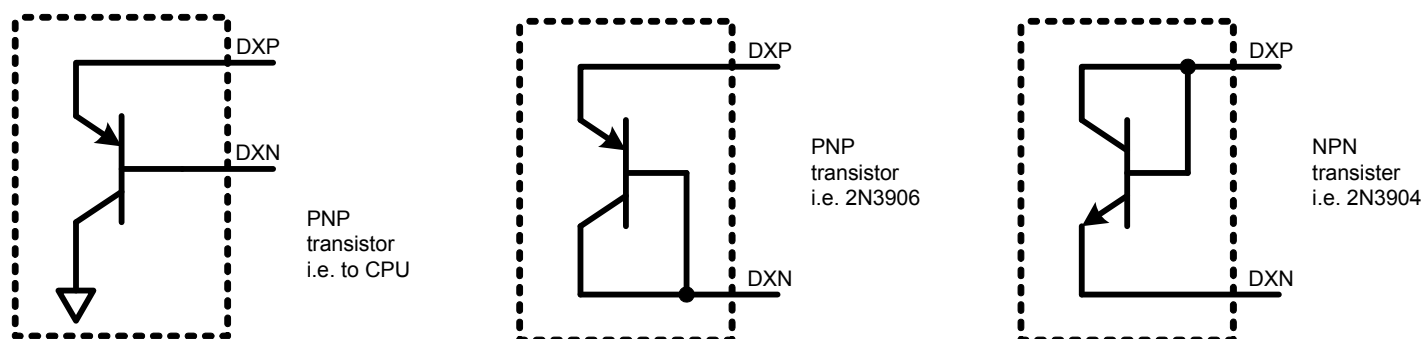 DXP
DXN
PNP
transistor
i.e. to CPU
DXP
DXN
PNP
transistor
i.e. 2N3906
DXP
DXN
NPN
transister
i.e. 2N3904